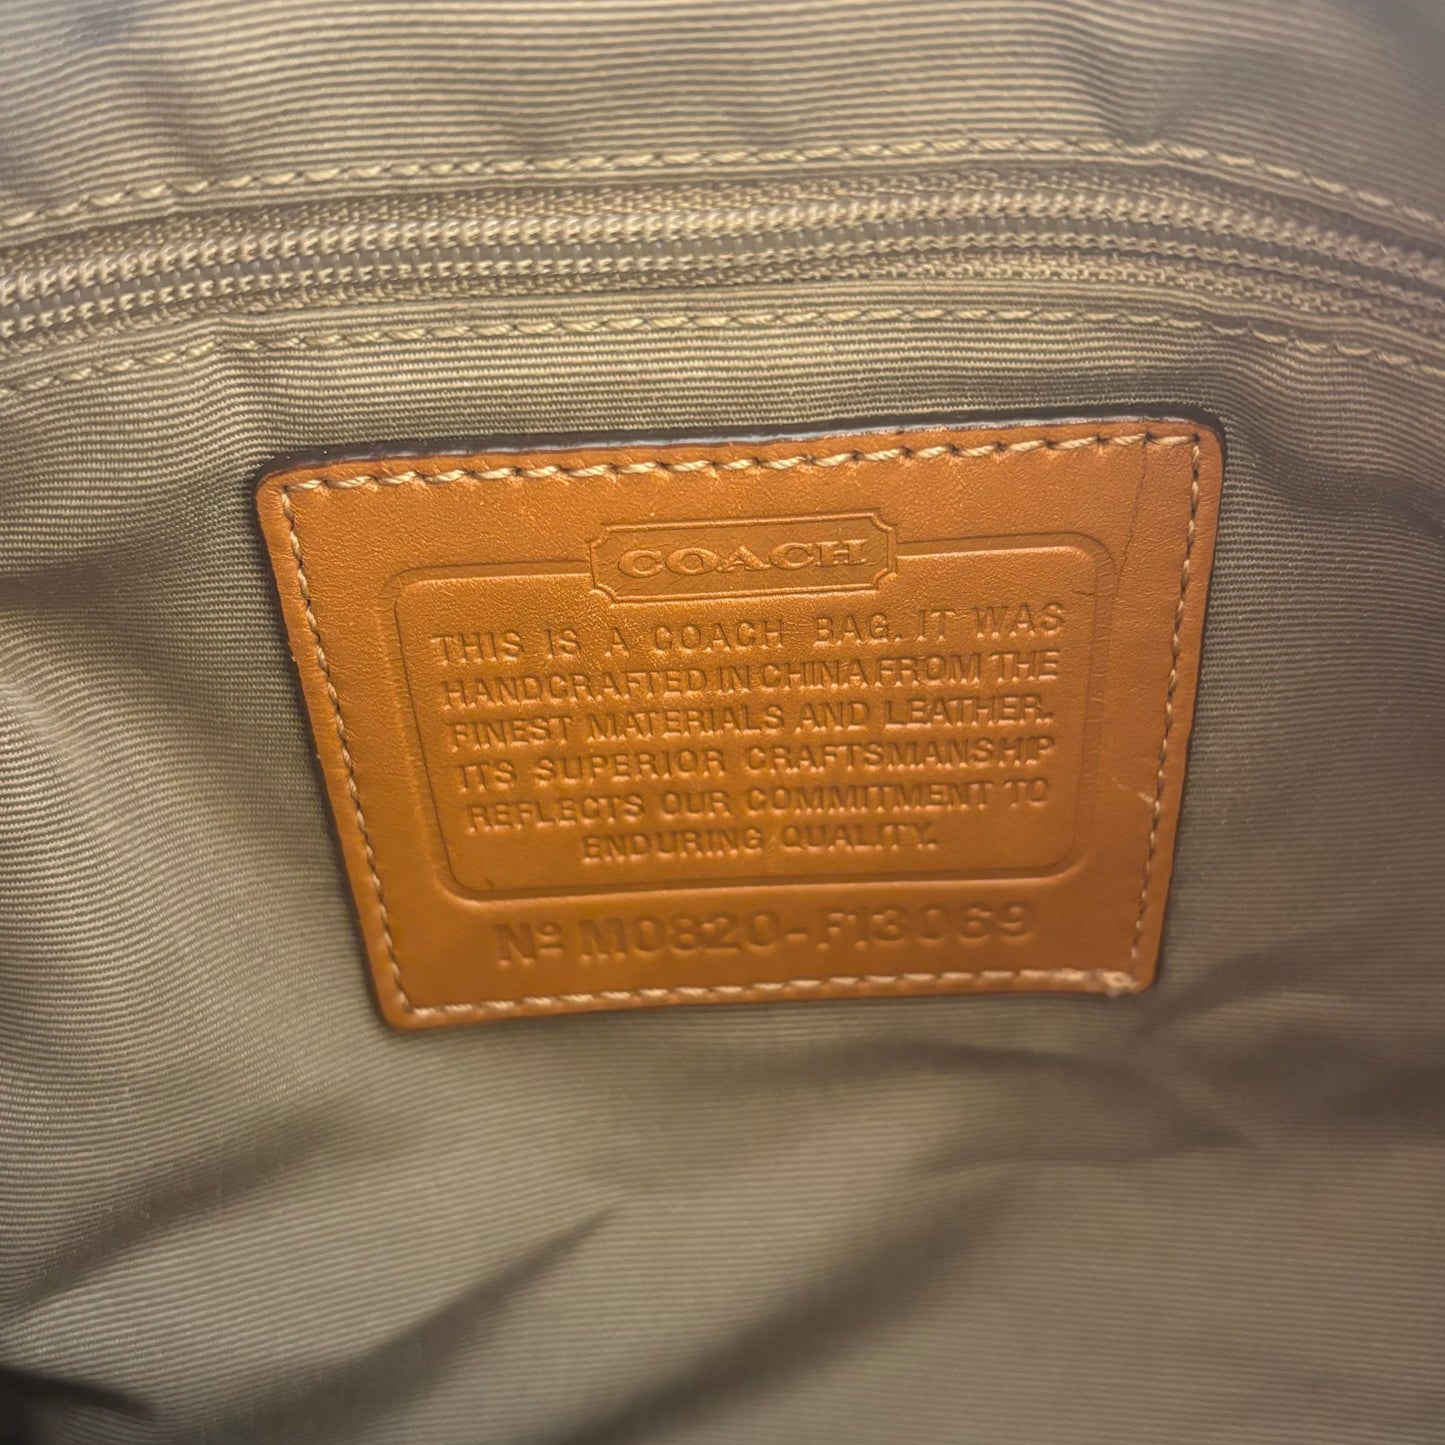 COACH
THIS IS A COACH BAG. IT WAS
HANDCRAFTED IN CHINA FROM THE
FINEST MATERIALS AND LEATHER.
ITS SUPERIOR CRAFTSMANSHIP
REFLECTS OUR COMMITMENT TO
ENDURING QUALITY.
Nº M0820-F13069